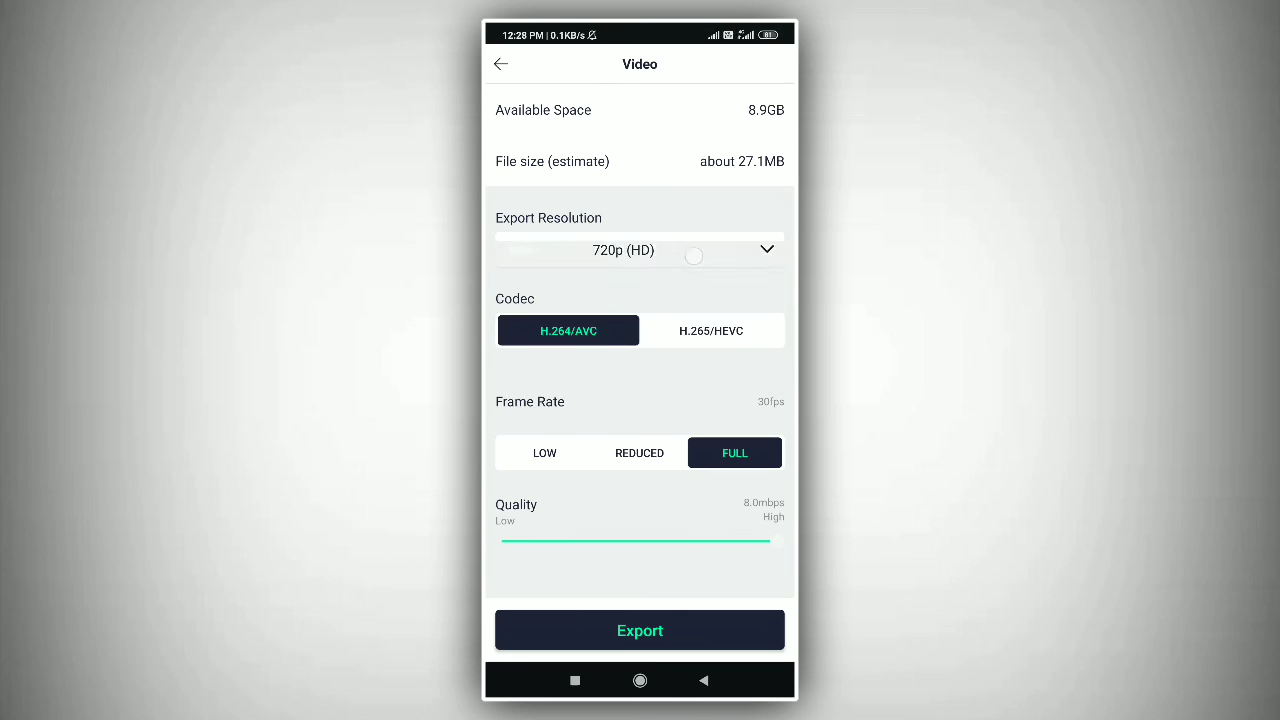 12:28 PM | 0.1KB/s
81
Video
Available Space 8.9GB
File size (estimate) about 27.1MB
Export Resolution
720p (HD)
Codec
H.264/AVC H.265/HEVC
Frame Rate 30fps
LOW REDUCED FULL
Quality 8.0mbps
Low High
Export